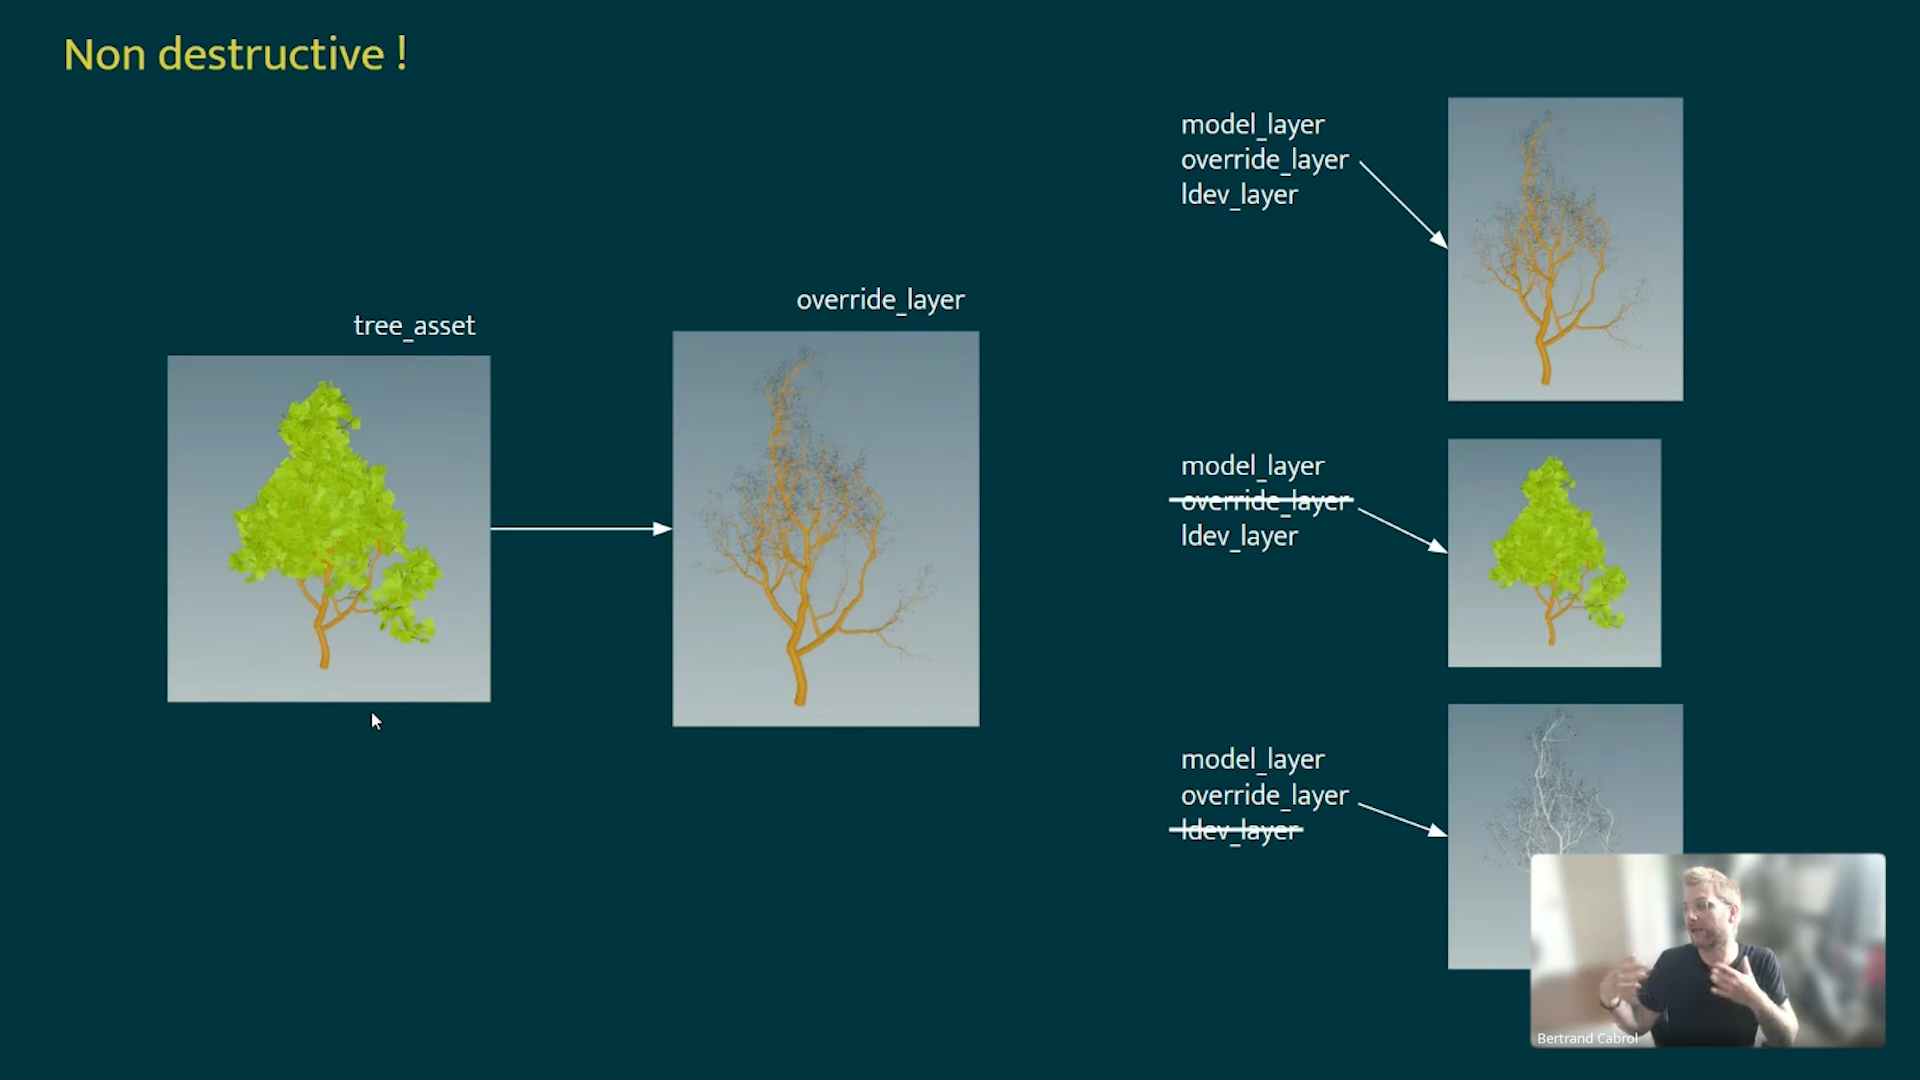 Non destructive !
tree_asset
override_layer
model_layer
override_layer
ldev_layer
model_layer
override_layer
ldev_layer
model_layer
override_layer
ldev_layer
Bertrand Cabrol